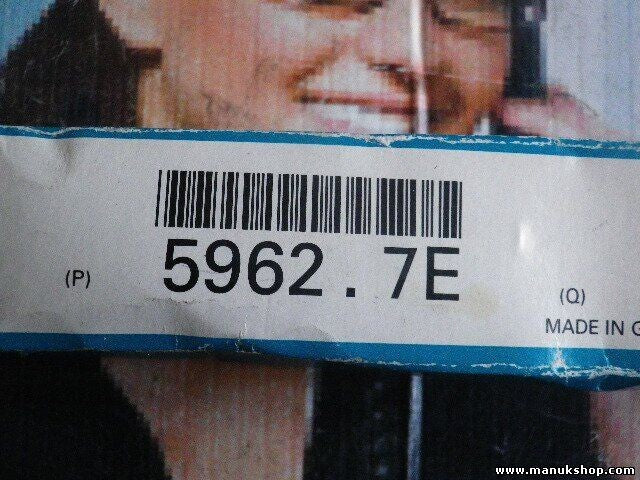 5962.7E
(P)
(Q)
MADE IN
www.manukshop.com